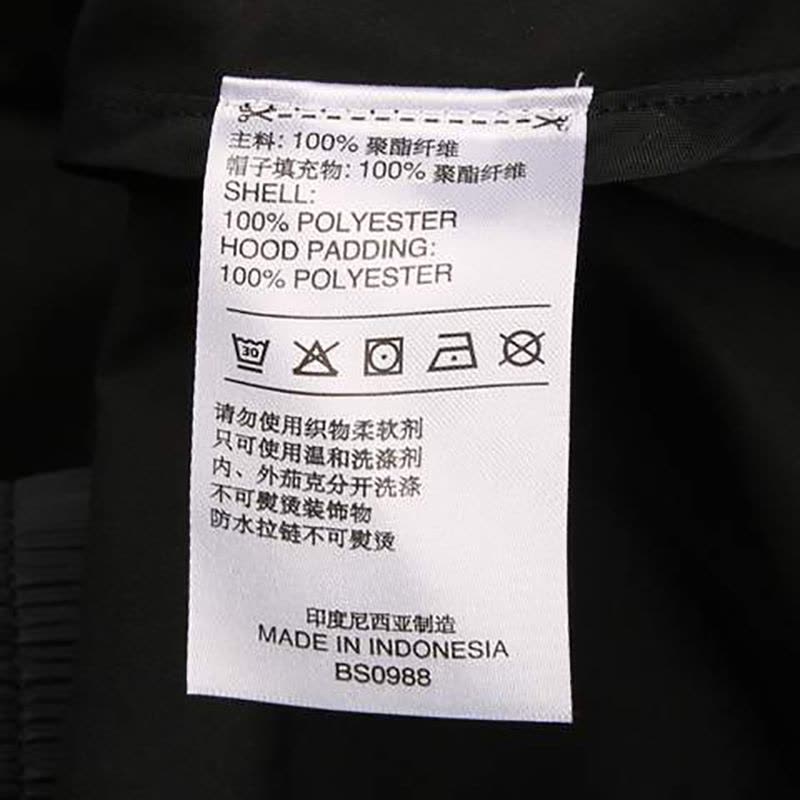 主料: 100% 聚酯纤维
帽子填充物: 100% 聚酯纤维
SHELL:
100% POLYESTER
HOOD PADDING:
100% POLYESTER
30
请勿使用织物柔软剂
只可使用温和洗涤剂
内、外茄克分开洗涤
不可熨烫装饰物
防水拉链不可熨烫
印度尼西亚制造
MADE IN INDONESIA
BS0988